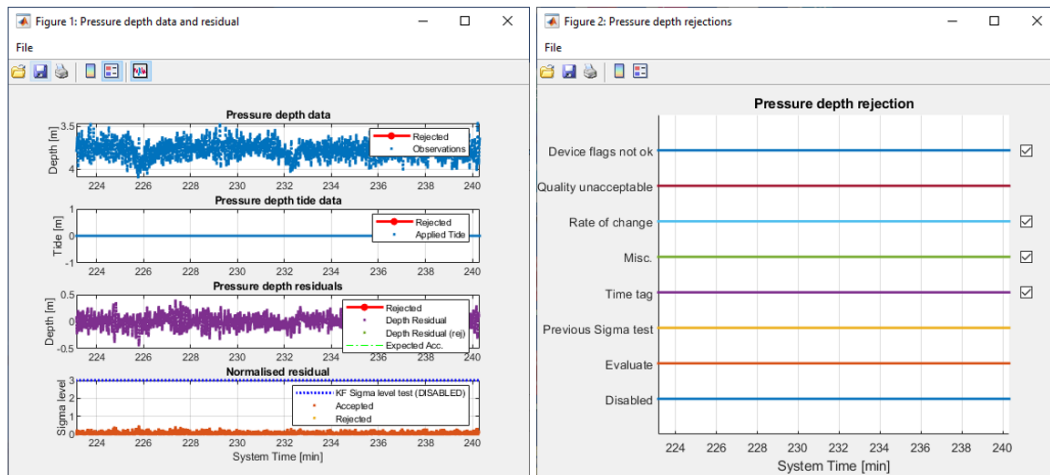 Figure 1: Pressure depth data and residual
File
Pressure depth data
3.5
4
Depth [m]
Rejected
Observations
224 226 228 230 232 234 236 238 240
Pressure depth tide data
1
0
-1
Tide [m]
Rejected
Applied Tide
224 226 228 230 232 234 236 238 240
Pressure depth residuals
0.5
0
-0.5
Depth [m]
Rejected
Depth Residual
Depth Residual (rej)
Expected Acc.
224 226 228 230 232 234 236 238 240
Normalised residual
3
2
1
0
Sigma level
KF Sigma level test (DISABLED)
Accepted
Rejected
224 226 228 230 232 234 236 238 240
System Time [min]
Figure 2: Pressure depth rejections
File
Pressure depth rejection
Device flags not ok
Quality unacceptable
Rate of change
Misc.
Time tag
Previous Sigma test
Evaluate
Disabled
224 226 228 230 232 234 236 238 240
System Time [min]